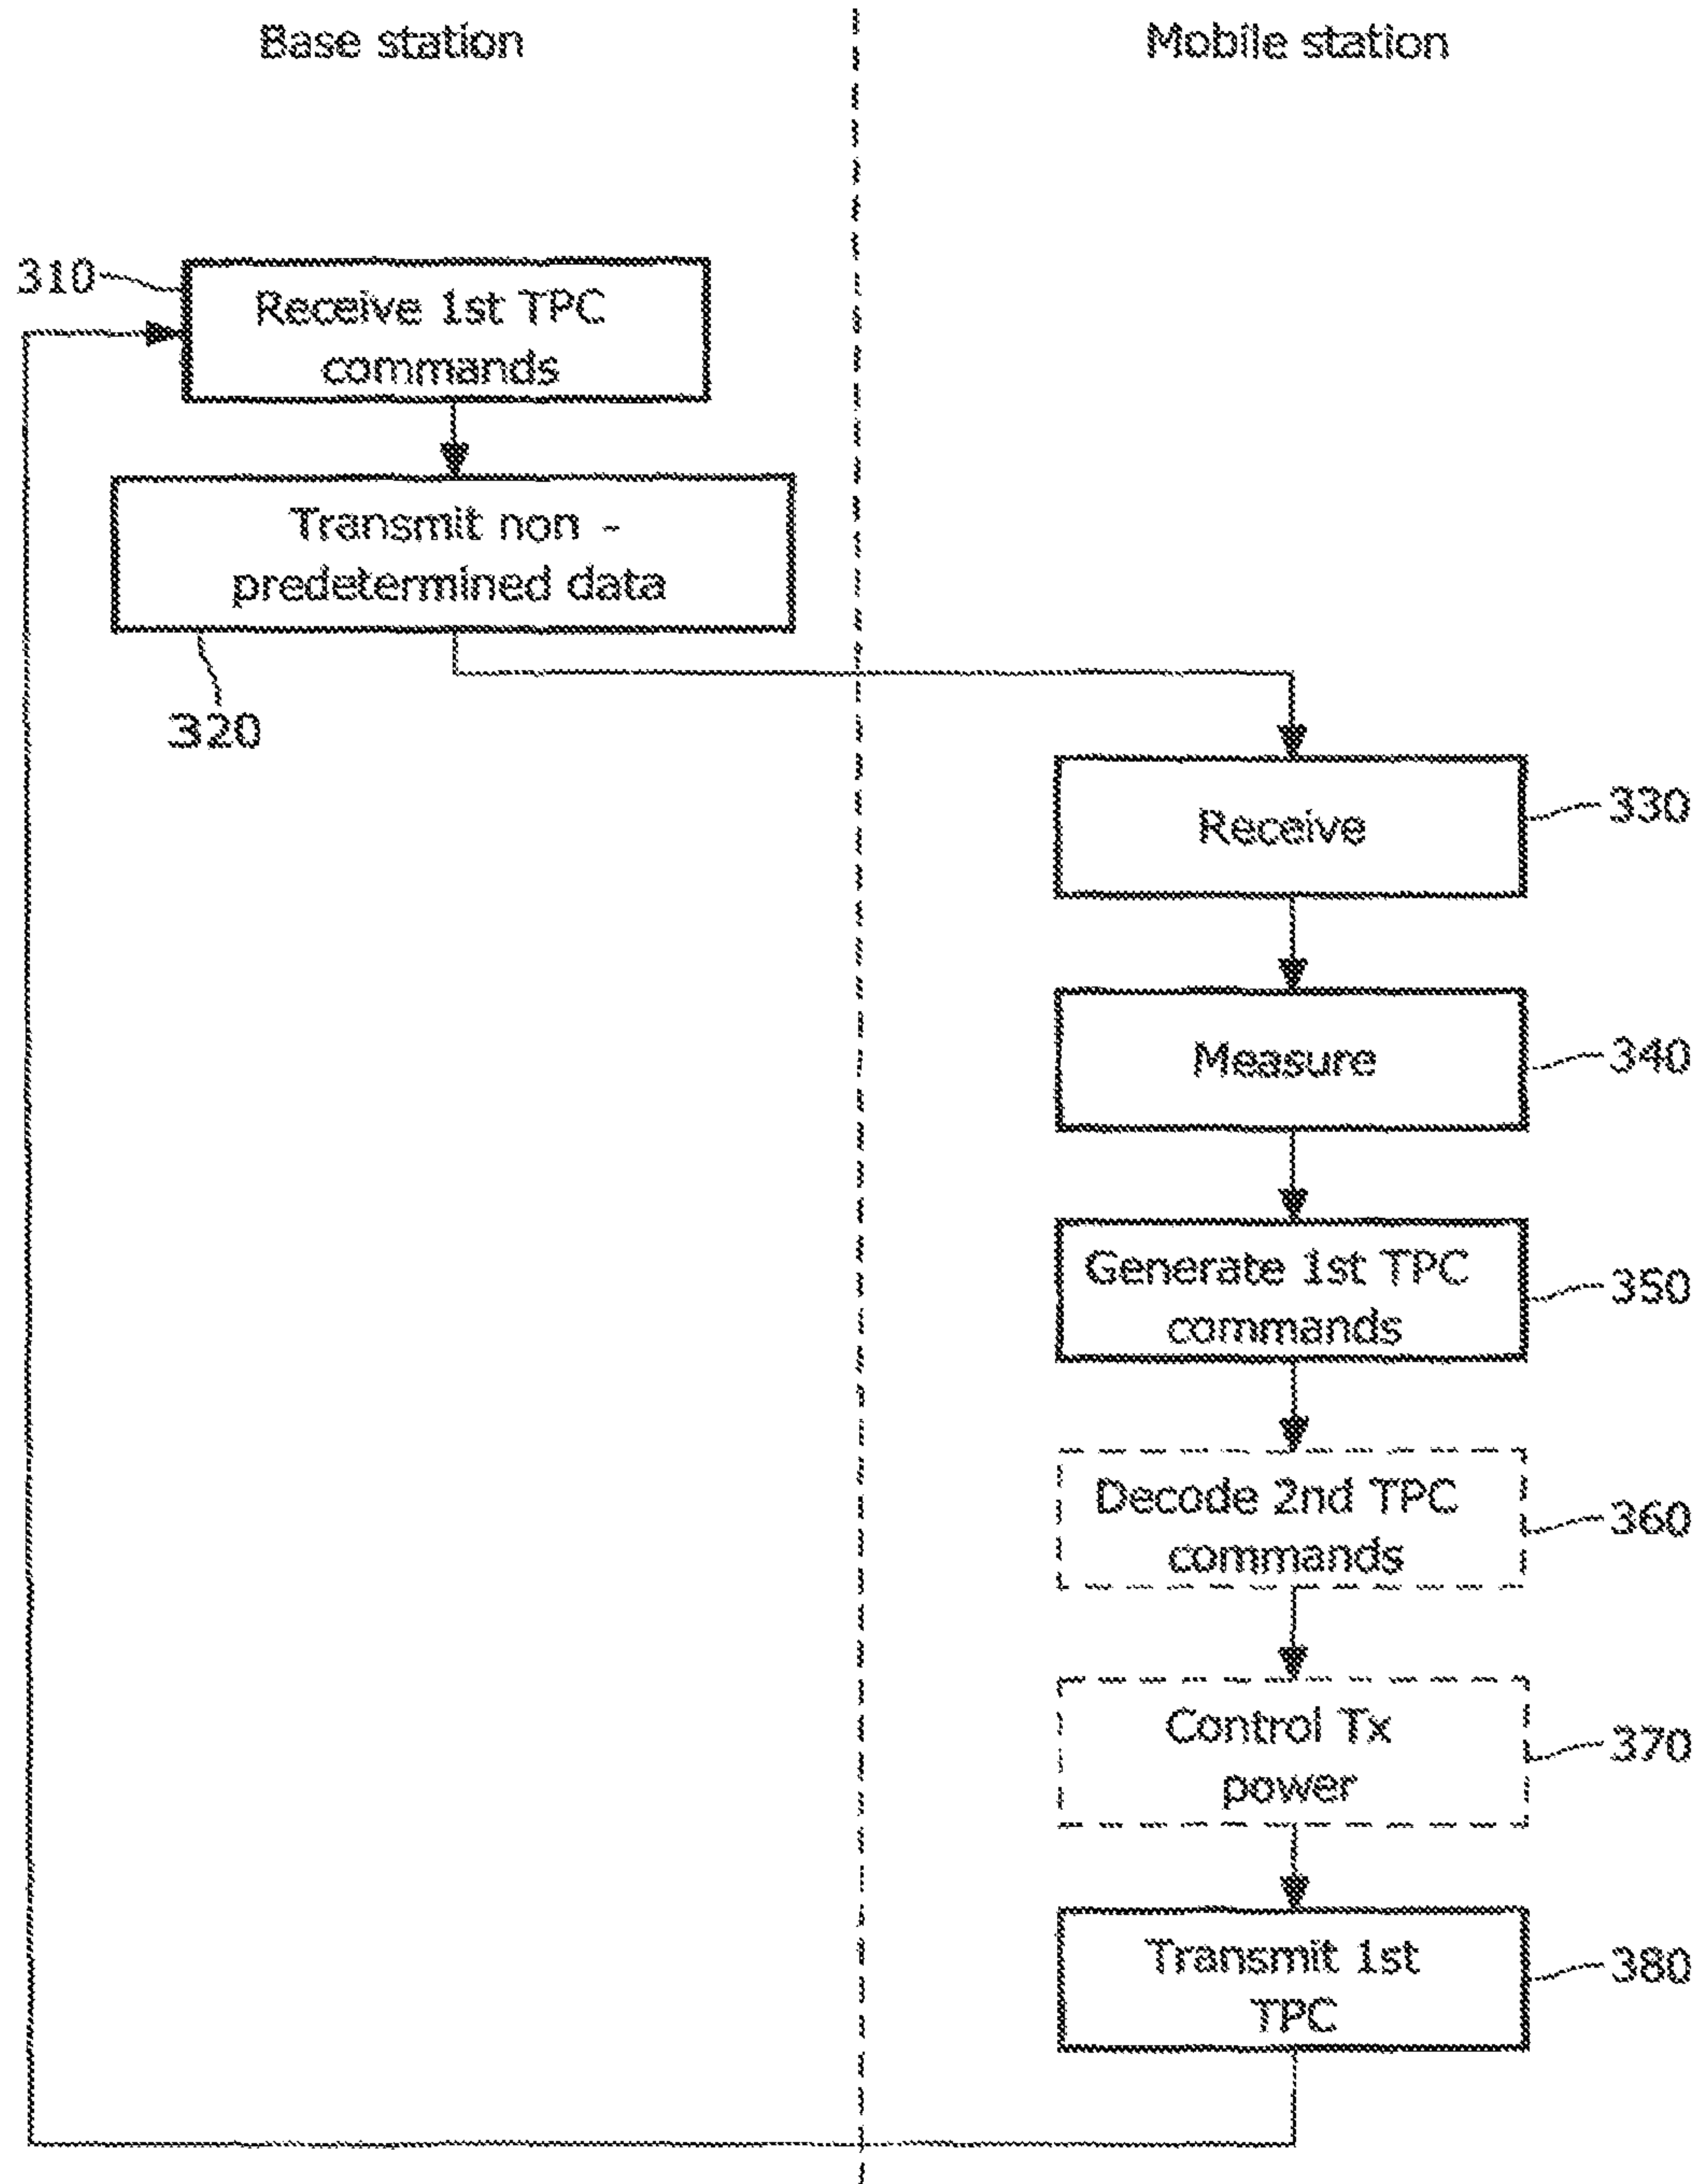 Base station
Mobile station
310
Receive 1st TPC
commands
Transmit non -
predetermined data
320
Receive
330
Measure
340
Generate 1st TPC
commands
350
Decode 2nd TPC
commands
360
Control Tx
power
370
Transmit 1st
TPC
380